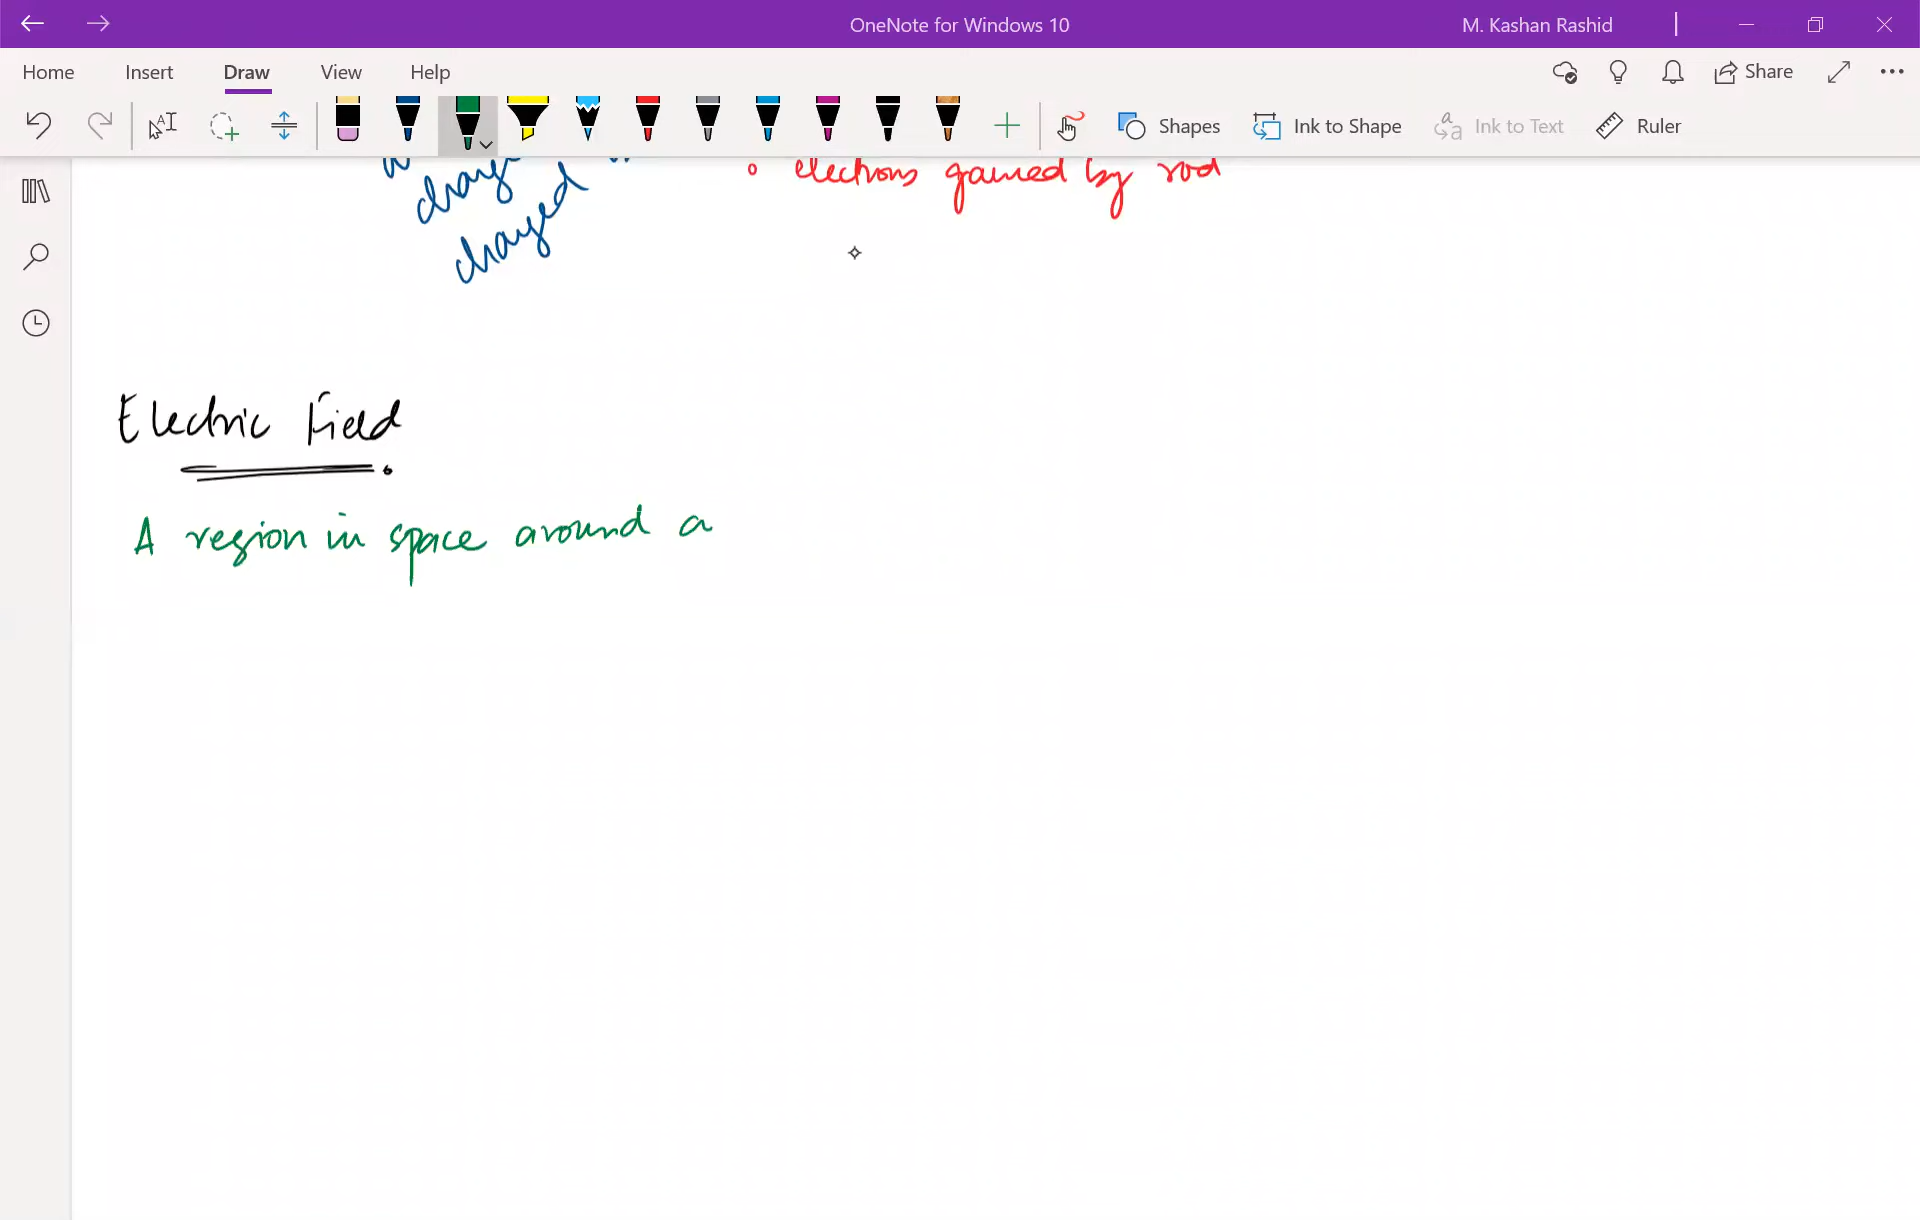 OneNote for Windows 10
M. Kashan Rashid
Home Insert Draw View Help
Share
Shapes Ink to Shape Ink to Text Ruler
electrons gained by rod
charge
charged
Electric Field
A region in space around a